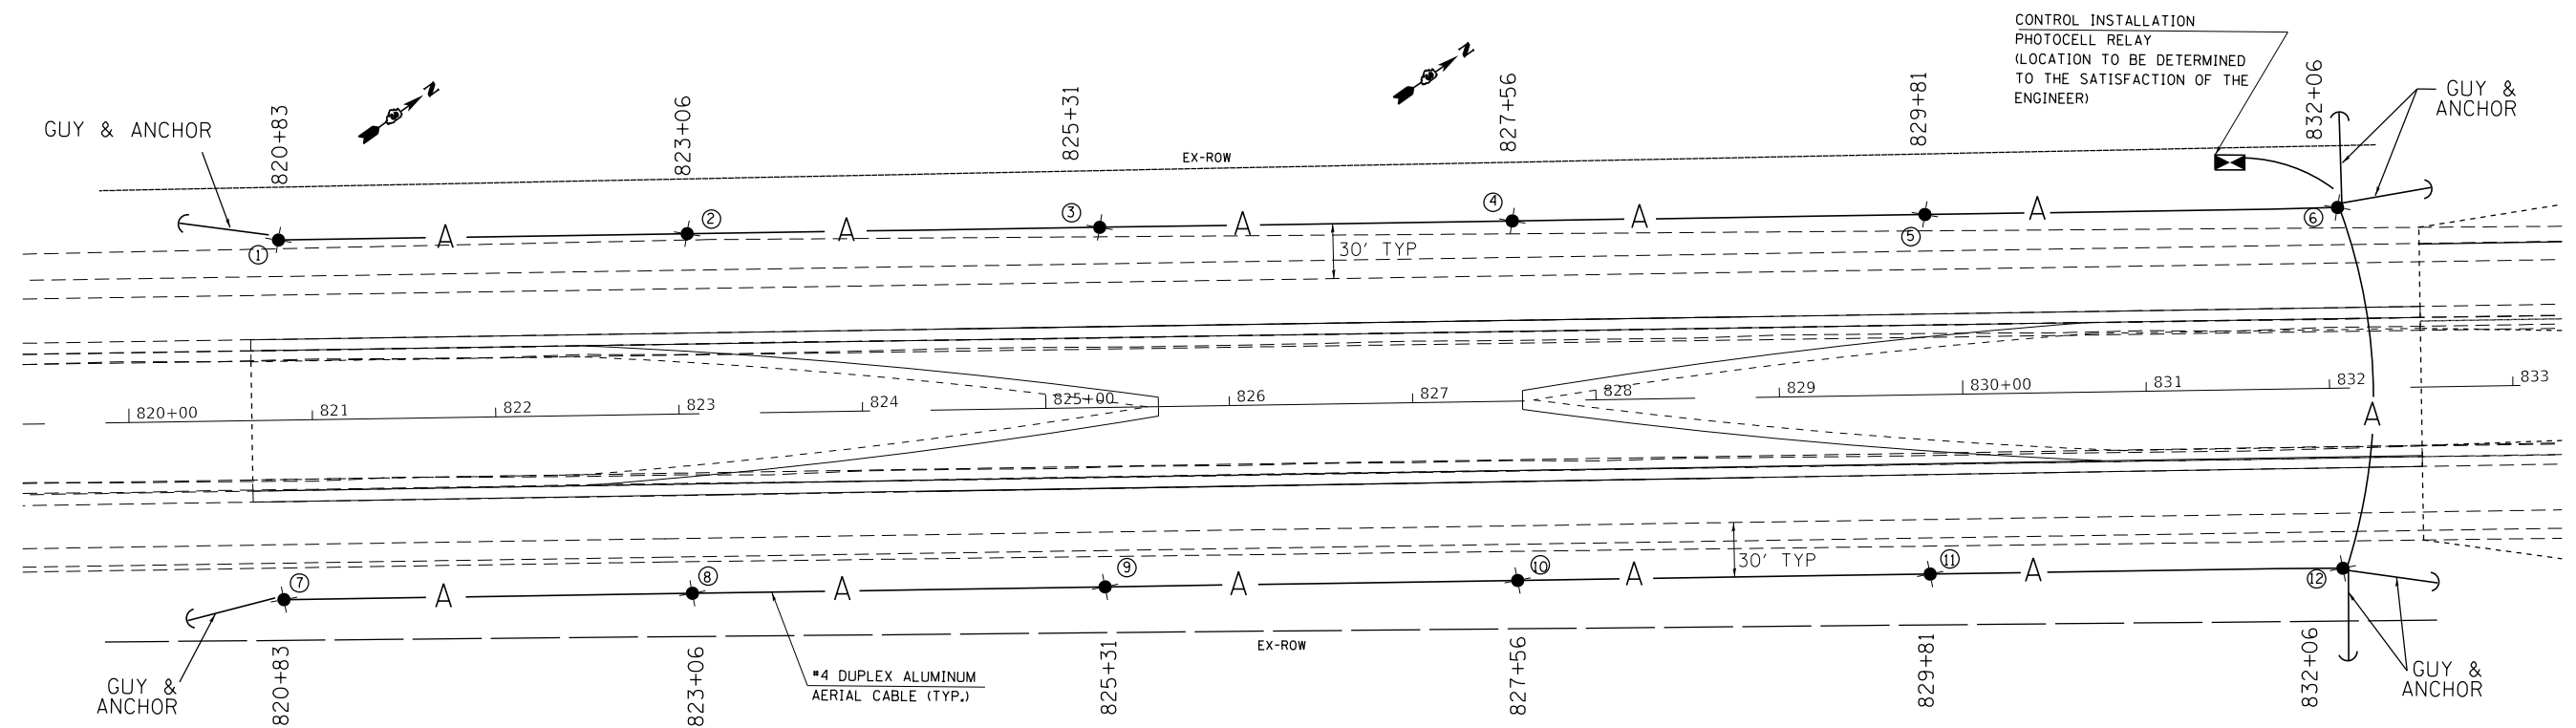 CONTROL INSTALLATION
PHOTOCELL RELAY
(LOCATION TO BE DETERMINED
TO THE SATISFACTION OF THE
ENGINEER)
N
N
GUY & ANCHOR
820+83
823+06
825+31
827+56
829+81
832+06
GUY &
ANCHOR
EX-ROW
1
2
3
4
5
6
A
A
A
A
A
30' TYP
820+00
821
822
823
824
825+00
826
827
828
829
830+00
831
832
833
A
30' TYP
7
8
9
10
11
12
A
A
A
A
A
EX-ROW
820+83
823+06
825+31
827+56
829+81
832+06
GUY &
ANCHOR
#4 DUPLEX ALUMINUM
AERIAL CABLE (TYP.)
GUY &
ANCHOR